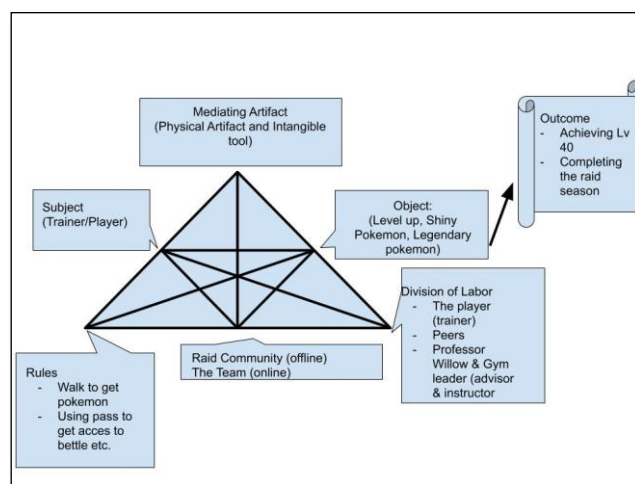 Mediating Artifact
(Physical Artifact and Intangible
tool)
Outcome
- Achieving Lv
40
- Completing
the raid
season
Subject
(Trainer/Player)
Object:
(Level up, Shiny
Pokemon, Legendary
pokemon)
Division of Labor
- The player
(trainer)
- Peers
- Professor
Willow & Gym
leader (advisor
& instructor
Raid Community (offline)
The Team (online)
Rules
- Walk to get
pokemon
- Using pass to
get acces to
bettle etc.